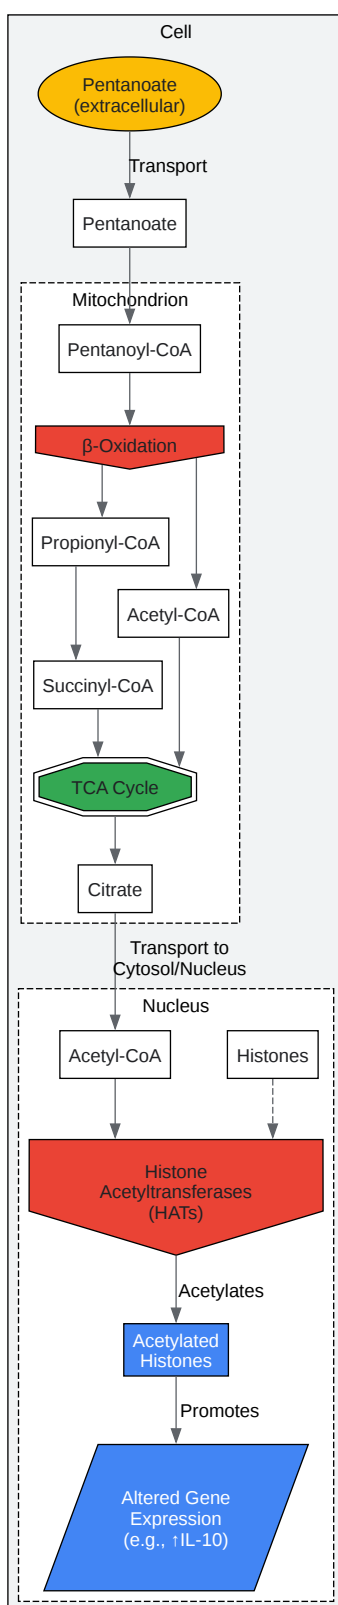 Cell
Pentanoate
(extracellular)
Transport
Pentanoate
Mitochondrion
Pentanoyl-CoA
β-Oxidation
Propionyl-CoA
Acetyl-CoA
Succinyl-CoA
TCA Cycle
Citrate
Transport to
Cytosol/Nucleus
Nucleus
Acetyl-CoA
Histones
Histone
Acetyltransferases
(HATs)
Acetylates
Acetylated
Histones
Promotes
Altered Gene
Expression
(e.g., ↑IL-10)